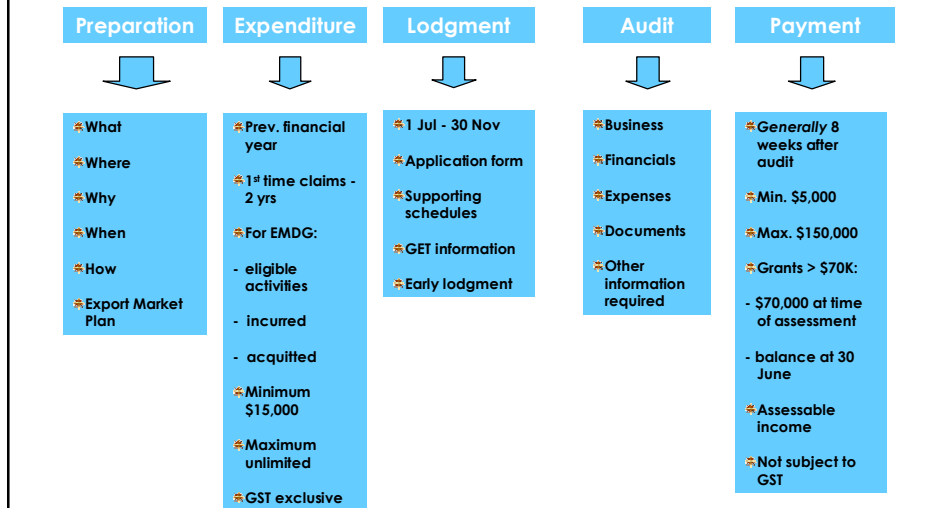 Preparation
Expenditure
Lodgment
Audit
Payment
What
Where
Why
When
How
Export Market
Plan
Prev. financial
year
1st time claims -
2 yrs
For EMDG:
- eligible
activities
- incurred
- acquitted
Minimum
$15,000
Maximum
unlimited
GST exclusive
1 Jul - 30 Nov
Application form
Supporting
schedules
GET information
Early lodgment
Business
Financials
Expenses
Documents
Other
information
required
Generally 8
weeks after
audit
Min. $5,000
Max. $150,000
Grants > $70K:
- $70,000 at time
of assessment
- balance at 30
June
Assessable
income
Not subject to
GST